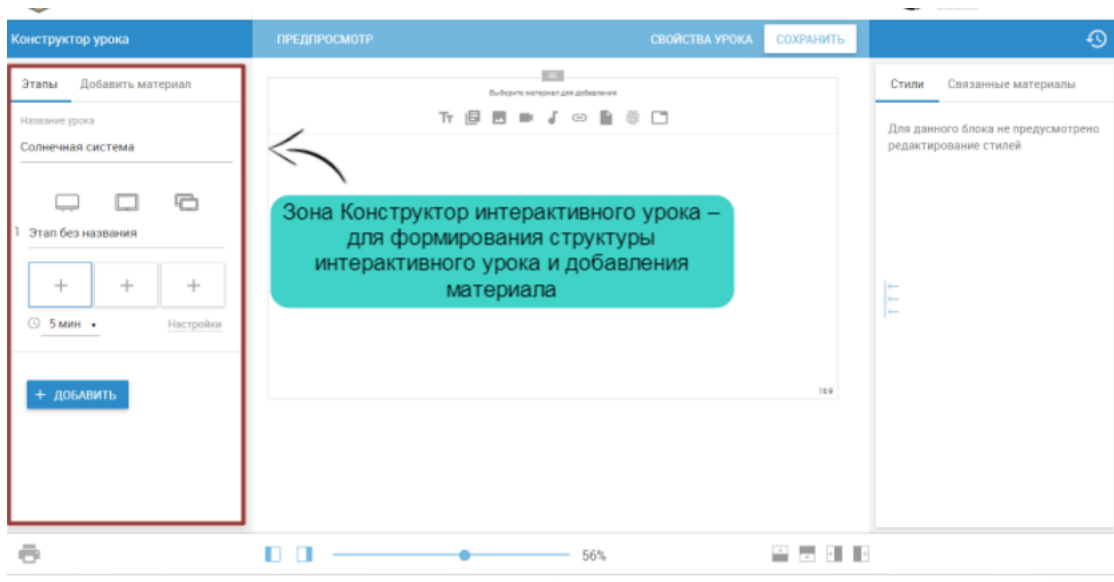 Конструктор урока
ПРЕДПРОСМОТР
СВОЙСТВА УРОКА
СОХРАНИТЬ
Этапы
Добавить материал
Название урока
Солнечная система
1 Этап без названия
5 мин
Настройки
+ ДОБАВИТЬ
Выберите материал для добавления
Тт
Зона Конструктор интерактивного урока –
для формирования структуры
интерактивного урока и добавления
материала
16:9
Стили
Связанные материалы
Для данного блока не предусмотрено
редактирование стилей
56%